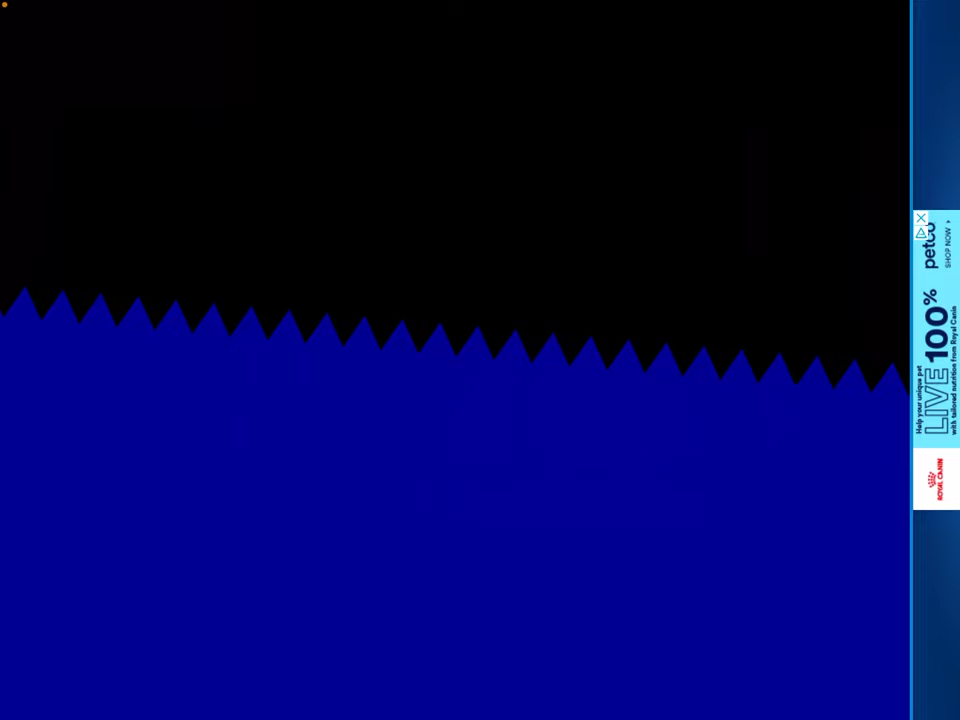 Help your unique pet
LIVE 100%
with tailored nutrition from Royal Canin
petco
SHOP NOW
ROYAL CANIN